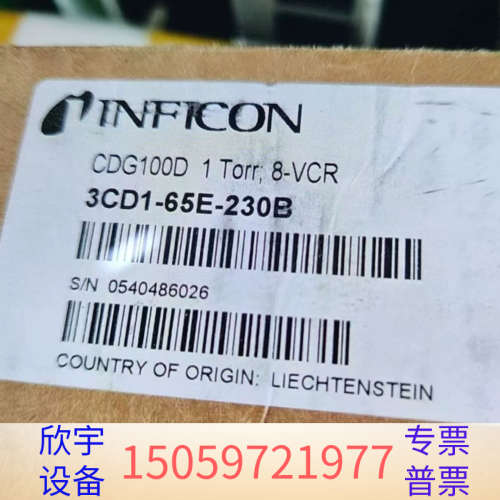 INFICON
CDG100D 1 Torr; 8-VCR
3CD1-65E-230B
S/N 0540486026
COUNTRY OF ORIGIN: LIECHTENSTEIN
欣宇 设备
15059721977
专票 普票